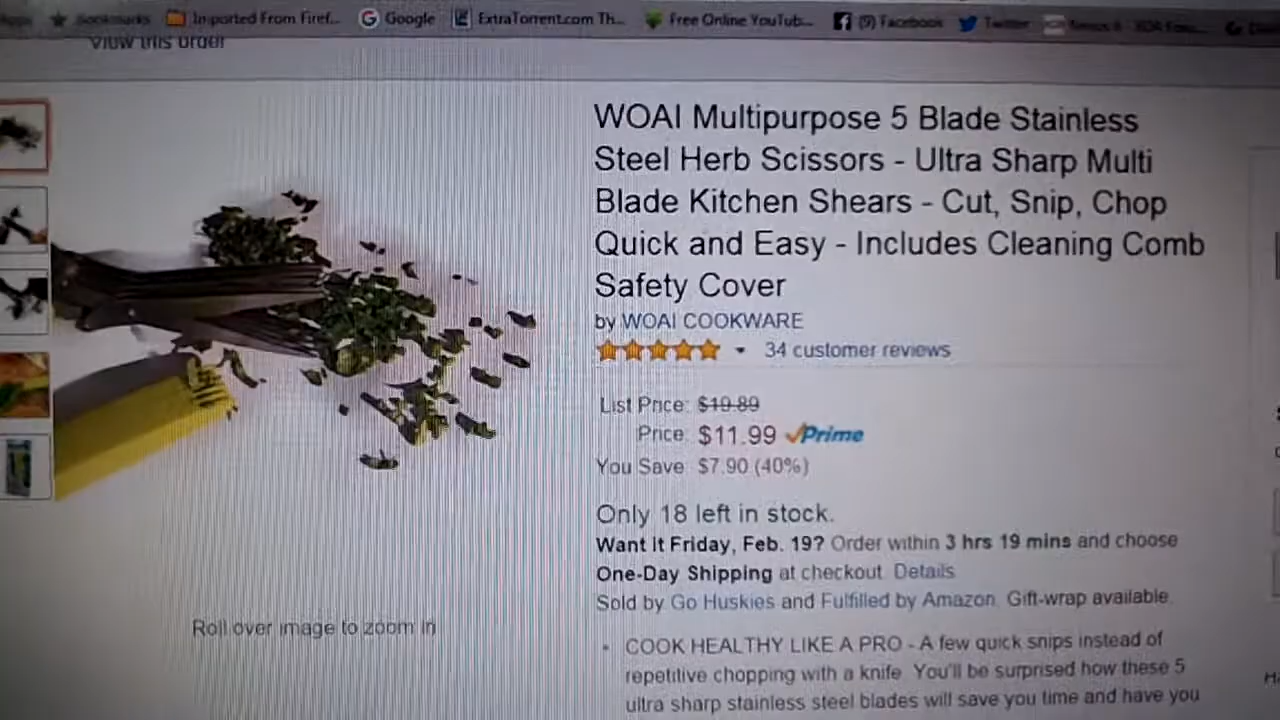 Apps Bookmarks Imported From Firef... Google ExtraTorrent.com Th... Free Online YouTub... (9) Facebook Twitter
View this order
WOAI Multipurpose 5 Blade Stainless
Steel Herb Scissors - Ultra Sharp Multi
Blade Kitchen Shears - Cut, Snip, Chop
Quick and Easy - Includes Cleaning Comb
Safety Cover
by WOAI COOKWARE
34 customer reviews
List Price: $19.89
Price: $11.99 Prime
You Save: $7.90 (40%)
Only 18 left in stock.
Want it Friday, Feb. 19? Order within 3 hrs 19 mins and choose
One-Day Shipping at checkout. Details
Sold by Go Huskies and Fulfilled by Amazon. Gift-wrap available.
Roll over image to zoom in
• COOK HEALTHY LIKE A PRO - A few quick snips instead of
repetitive chopping with a knife. You'll be surprised how these 5
ultra sharp stainless steel blades will save you time and have you